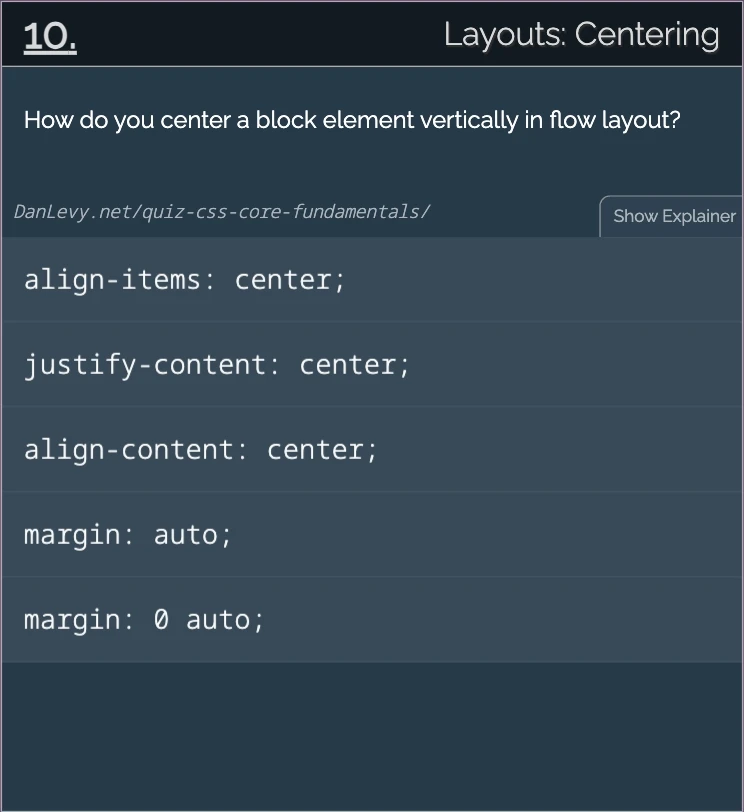 10.
Layouts: Centering
How do you center a block element vertically in flow layout?
DanLevy.net/quiz-css-core-fundamentals/
Show Explainer
align-items: center;
justify-content: center;
align-content: center;
margin: auto;
margin: 0 auto;